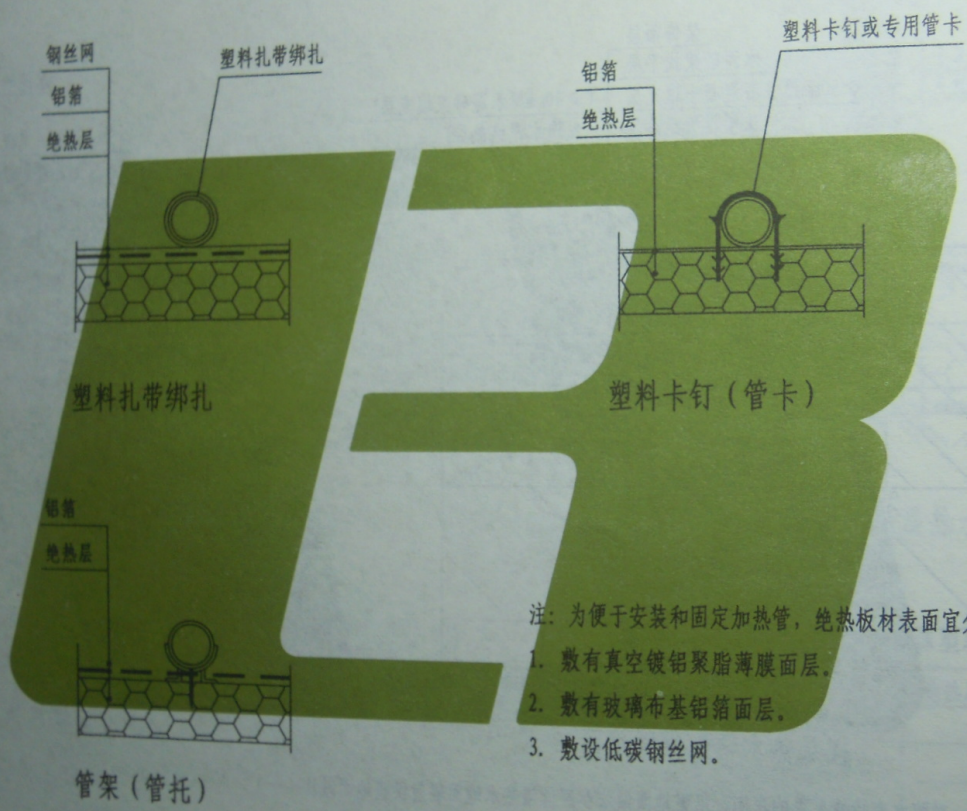 钢丝网
塑料扎带绑扎
铝箔
绝热层
塑料扎带绑扎
塑料卡钉或专用管卡
铝箔
绝热层
塑料卡钉（管卡）
铝箔
绝热层
管架（管托）
注：为便于安装和固定加热管，绝热板材表面宜
1. 敷有真空镀铝聚脂薄膜面层。
2. 敷有玻璃布基铝箔面层。
3. 敷设低碳钢丝网。